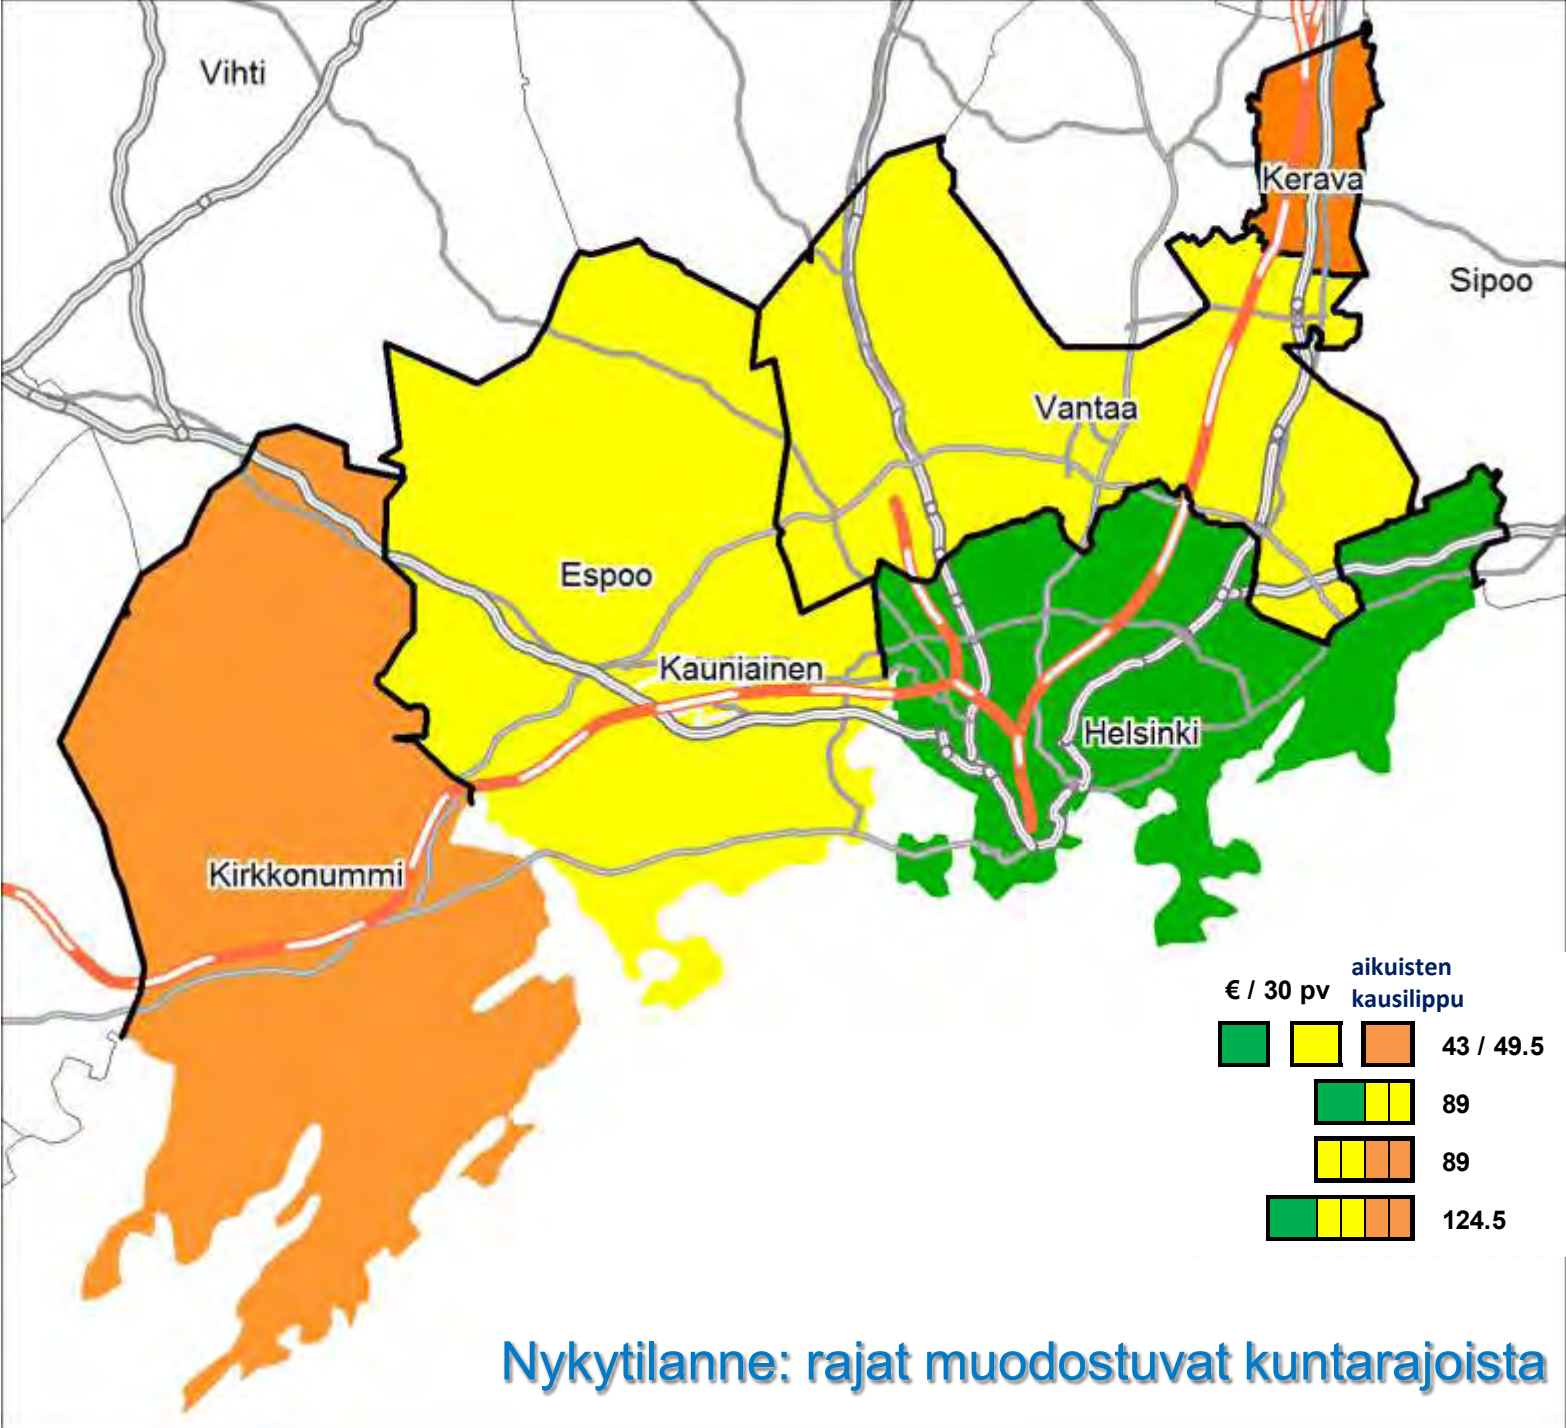 Vihti
Kerava
Sipoo
Vantaa
Espoo
Kauniainen
Helsinki
Kirkkonummi
€ / 30 pv
aikuisten
kausilippu
43 / 49.5
89
89
124.5
Nykytilanne: rajat muodostuvat kuntarajoista